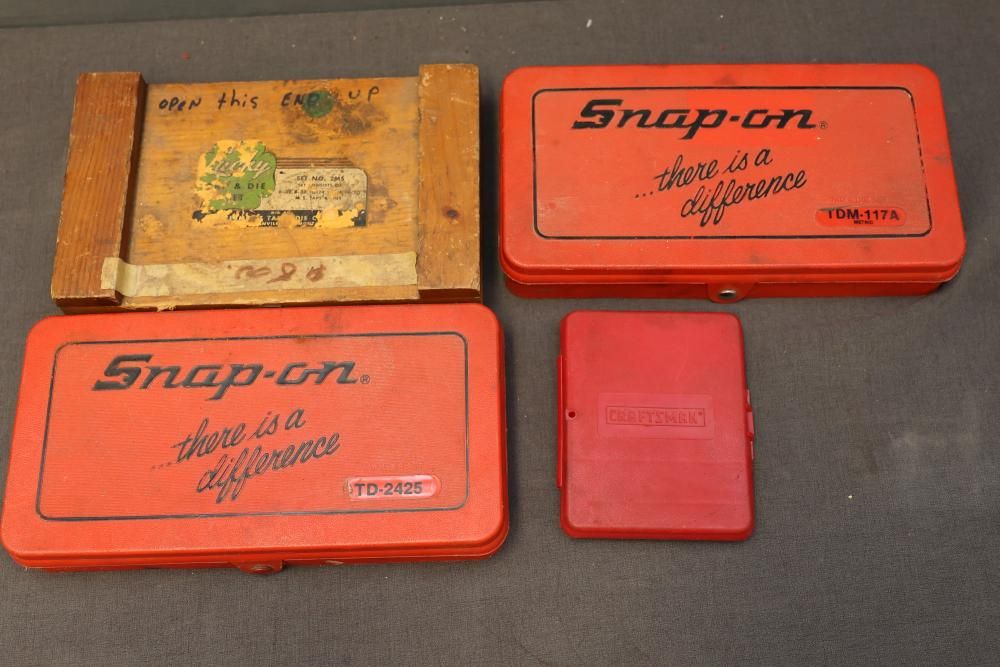 OPEN this END UP
& DIE
SET NO. 2MS
Snap-on®
...there is a
difference
TDM-117A
METRIC
Snap-on®
...there is a
difference
TD-2425
CRAFTSMAN